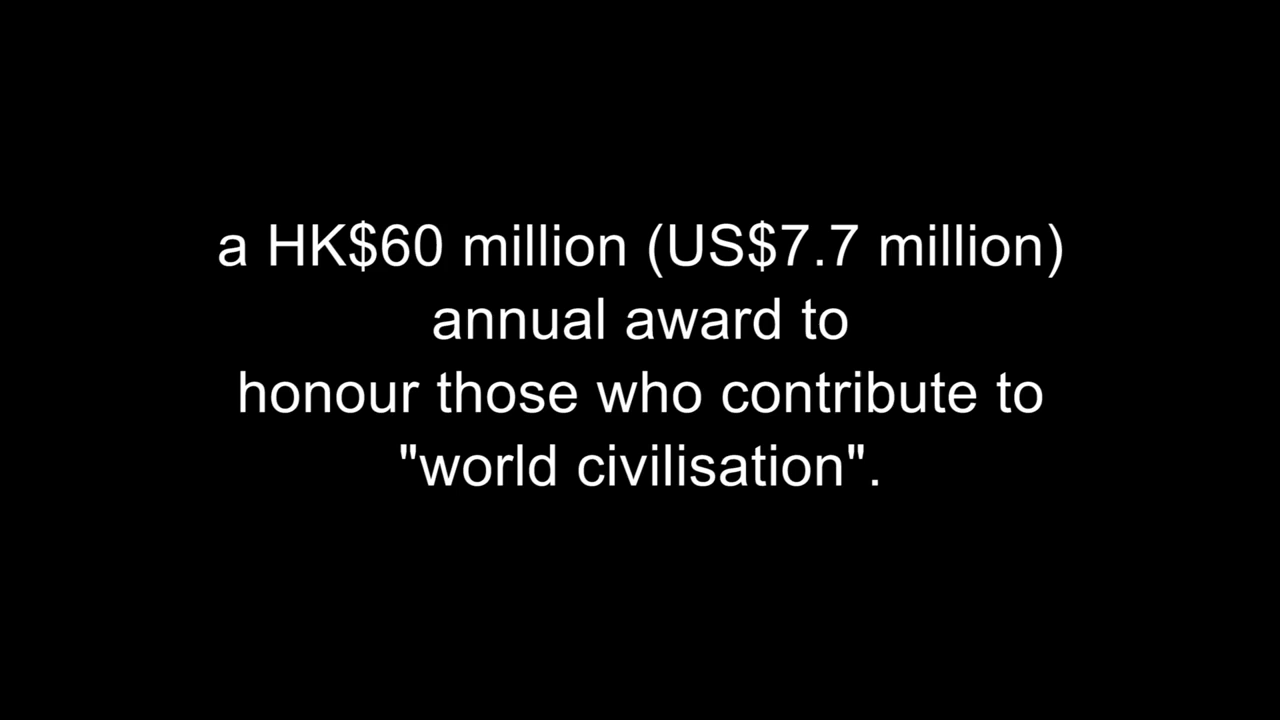 a HK$60 million (US$7.7 million)
annual award to
honour those who contribute to
"world civilisation".